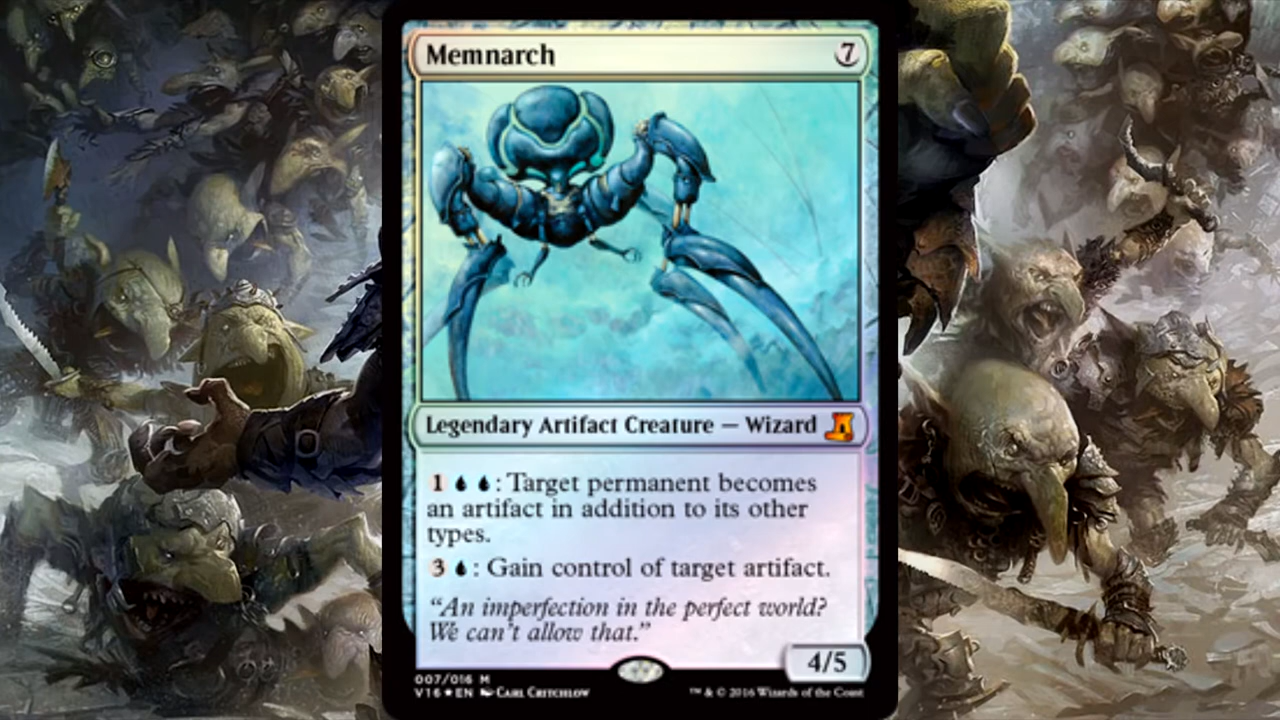 Memnarch 7
Legendary Artifact Creature — Wizard
1 : Target permanent becomes
an artifact in addition to its other
types.
3 : Gain control of target artifact.
“An imperfection in the perfect world?
We can’t allow that.”
4/5
007/016 M
V16 ★ EN Carl Critchlow
™ & © 2016 Wizards of the Coast